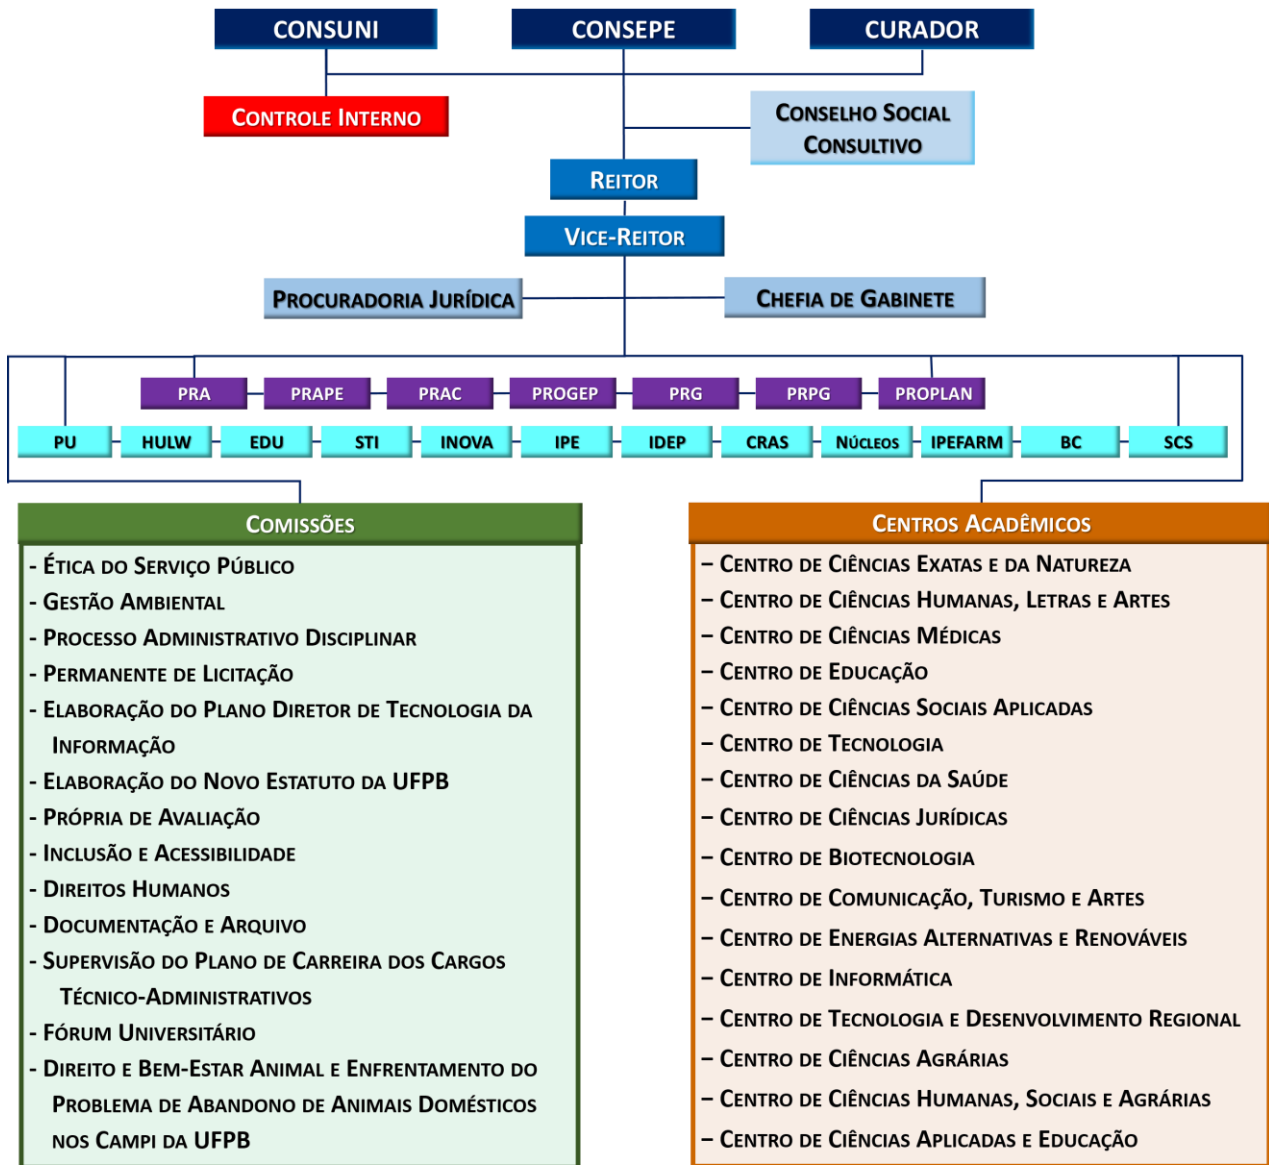 CONSUNI
CONSEPE
CURADOR
CONTROLE INTERNO
CONSELHO SOCIAL
CONSULTIVO
REITOR
VICE-REITOR
PROCURADORIA JURÍDICA
CHEFIA DE GABINETE
PRA
PRAPE
PRAC
PROGEP
PRG
PRPG
PROPLAN
PU
HULW
EDU
STI
INOVA
IPE
IDEP
CRAS
NÚCLEOS
IPEFARM
BC
SCS
COMISSÕES
- ÉTICA DO SERVIÇO PÚBLICO
- GESTÃO AMBIENTAL
- PROCESSO ADMINISTRATIVO DISCIPLINAR
- PERMANENTE DE LICITAÇÃO
- ELABORAÇÃO DO PLANO DIRETOR DE TECNOLOGIA DA
INFORMAÇÃO
- ELABORAÇÃO DO NOVO ESTATUTO DA UFPB
- PRÓPRIA DE AVALIAÇÃO
- INCLUSÃO E ACESSIBILIDADE
- DIREITOS HUMANOS
- DOCUMENTAÇÃO E ARQUIVO
- SUPERVISÃO DO PLANO DE CARREIRA DOS CARGOS
TÉCNICO-ADMINISTRATIVOS
- FÓRUM UNIVERSITÁRIO
- DIREITO E BEM-ESTAR ANIMAL E ENFRENTAMENTO DO
PROBLEMA DE ABANDONO DE ANIMAIS DOMÉSTICOS
NOS CAMPI DA UFPB
CENTROS ACADÊMICOS
– CENTRO DE CIÊNCIAS EXATAS E DA NATUREZA
– CENTRO DE CIÊNCIAS HUMANAS, LETRAS E ARTES
– CENTRO DE CIÊNCIAS MÉDICAS
– CENTRO DE EDUCAÇÃO
– CENTRO DE CIÊNCIAS SOCIAIS APLICADAS
– CENTRO DE TECNOLOGIA
– CENTRO DE CIÊNCIAS DA SAÚDE
– CENTRO DE CIÊNCIAS JURÍDICAS
– CENTRO DE BIOTECNOLOGIA
– CENTRO DE COMUNICAÇÃO, TURISMO E ARTES
– CENTRO DE ENERGIAS ALTERNATIVAS E RENOVÁVEIS
– CENTRO DE INFORMÁTICA
– CENTRO DE TECNOLOGIA E DESENVOLVIMENTO REGIONAL
– CENTRO DE CIÊNCIAS AGRÁRIAS
– CENTRO DE CIÊNCIAS HUMANAS, SOCIAIS E AGRÁRIAS
– CENTRO DE CIÊNCIAS APLICADAS E EDUCAÇÃO